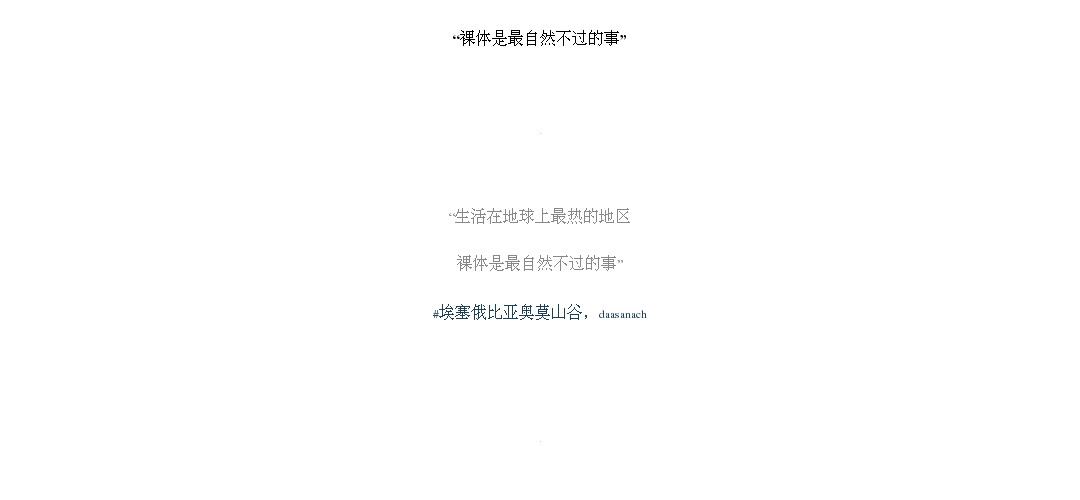 “裸体是最自然不过的事”
“生活在地球上最热的地区
裸体是最自然不过的事”
#埃塞俄比亚奥莫山谷，daasanach